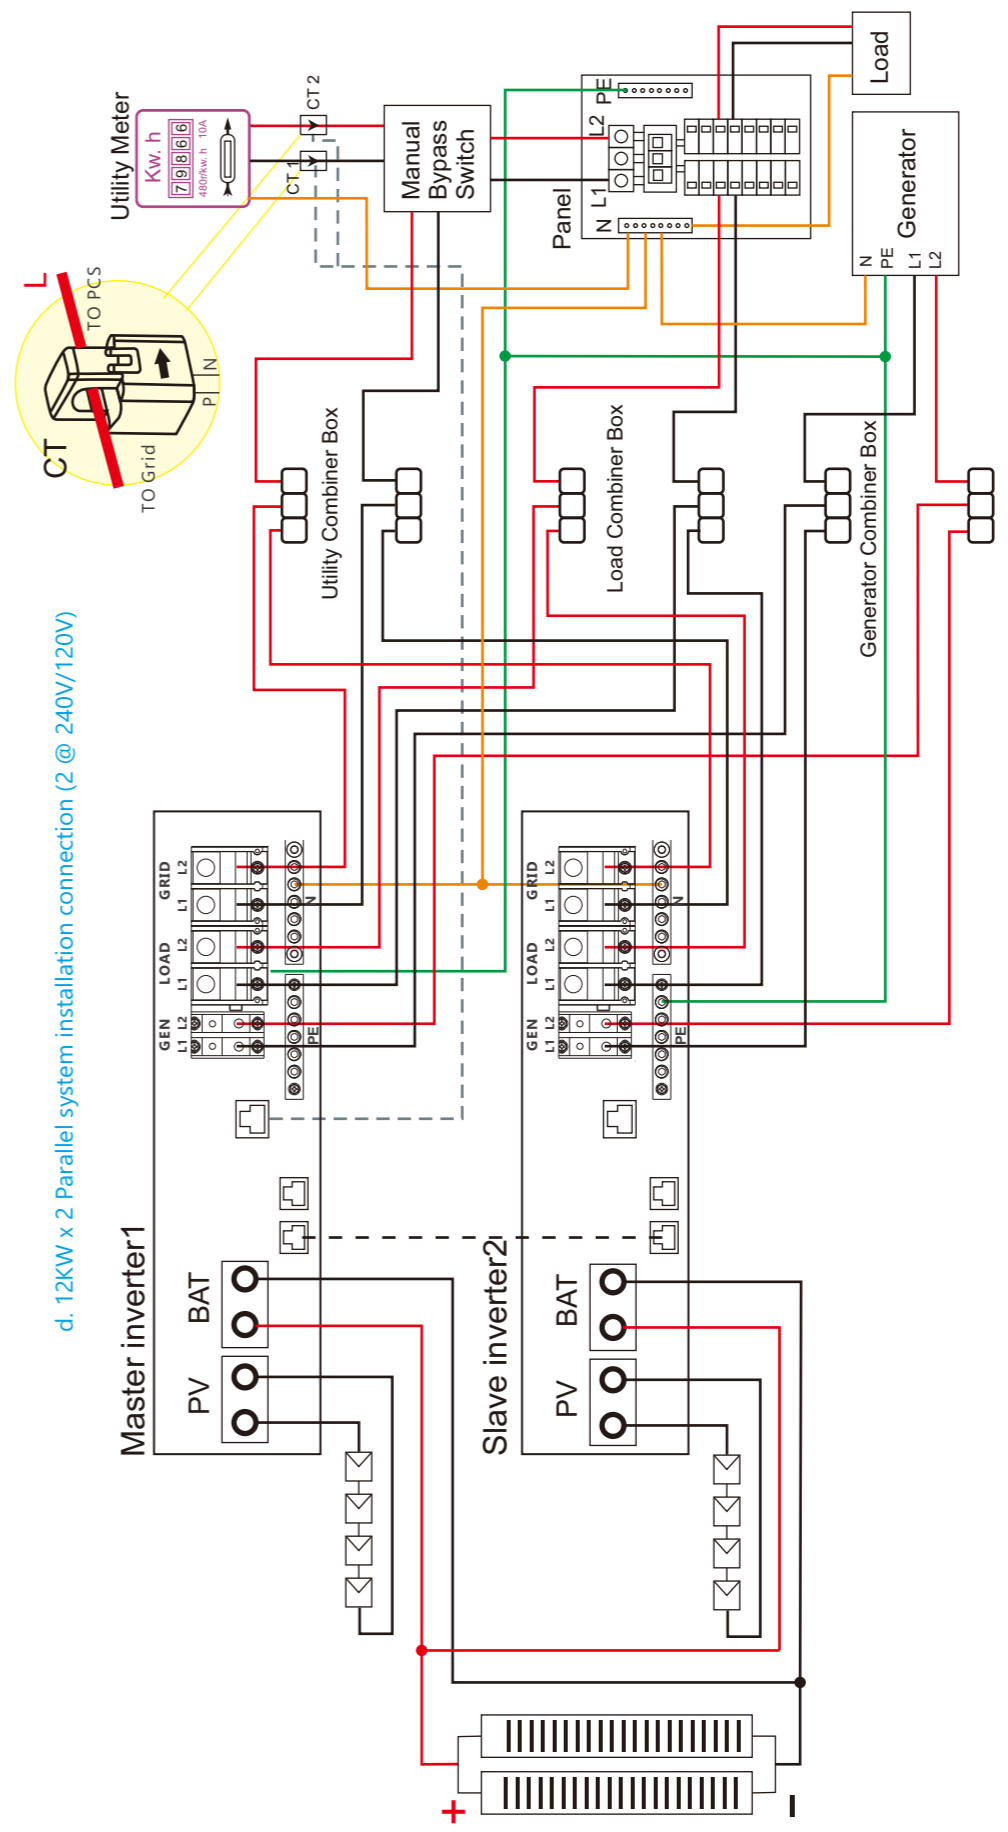 d. 12KW x 2 Parallel system installation connection (2 @ 240V/120V)
CT
L
TO PCS
TO Grid
P
N
Utility Meter
Kw. h
79866
480r/kw. h 10A
CT 1
CT 2
Manual
Bypass
Switch
Panel
N
L1
L2
PE
Load
Generator
N
PE
L1
L2
Utility Combiner Box
Load Combiner Box
Generator Combiner Box
Master inverter1
PV
BAT
GEN
LOAD
GRID
L1
L2
L1
L2
L1
L2
PE
N
Slave inverter2
PV
BAT
GEN
LOAD
GRID
L1
L2
L1
L2
L1
L2
PE
N
+
−